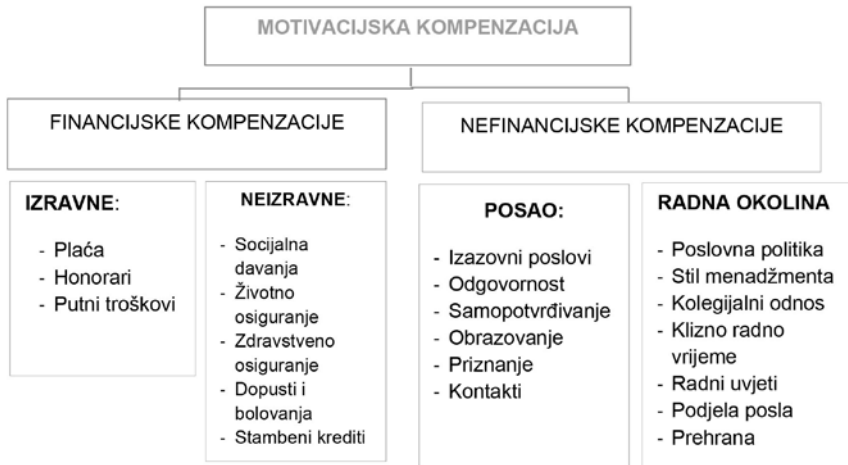 MOTIVACIJSKA KOMPENZACIJA
FINANCIJSKE KOMPENZACIJE
NEFINANCIJSKE KOMPENZACIJE
IZRAVNE:
- Plaća
- Honorari
- Putni troškovi
NEIZRAVNE:
- Socijalna
davanja
- Životno
osiguranje
- Zdravstveno
osiguranje
- Dopusti i
bolovanja
- Stambeni krediti
POSAO:
- Izazovni poslovi
- Odgovornost
- Samopotvrđivanje
- Obrazovanje
- Priznanje
- Kontakti
RADNA OKOLINA
- Poslovna politika
- Stil menadžmenta
- Kolegijalni odnos
- Klizno radno
vrijeme
- Radni uvjeti
- Podjela posla
- Prehrana